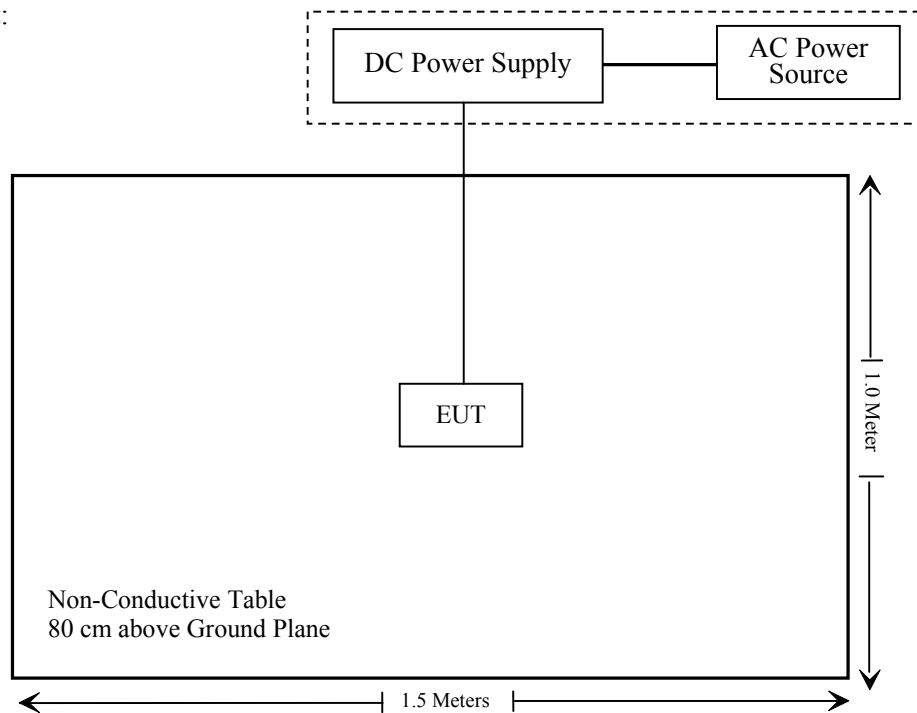 DC Power Supply
AC Power
Source
EUT
1.0 Meter
Non-Conductive Table
80 cm above Ground Plane
1.5 Meters